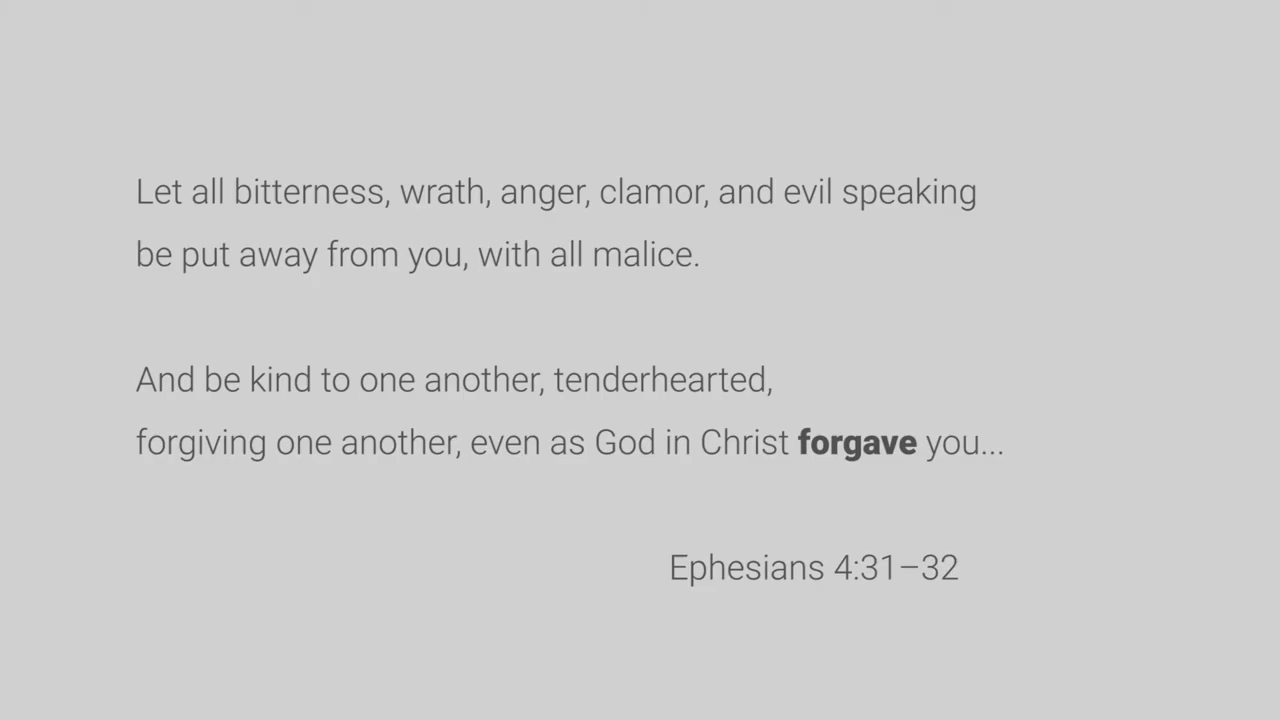 Let all bitterness, wrath, anger, clamor, and evil speaking
be put away from you, with all malice.
And be kind to one another, tenderhearted,
forgiving one another, even as God in Christ forgave you...
Ephesians 4:31–32